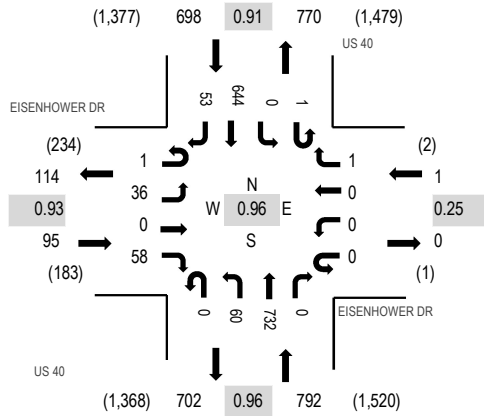 (1,377) 698 0.91 770 (1,479)
US 40
EISENHOWER DR
53 644 0 1
(234) 1 1 (2)
114 36 N 0 1
0.93 W 0.96 E 0.25
95 0 S 0 0
(183) 58 0 (1)
0 60 732 0
EISENHOWER DR
US 40
(1,368) 702 0.96 792 (1,520)